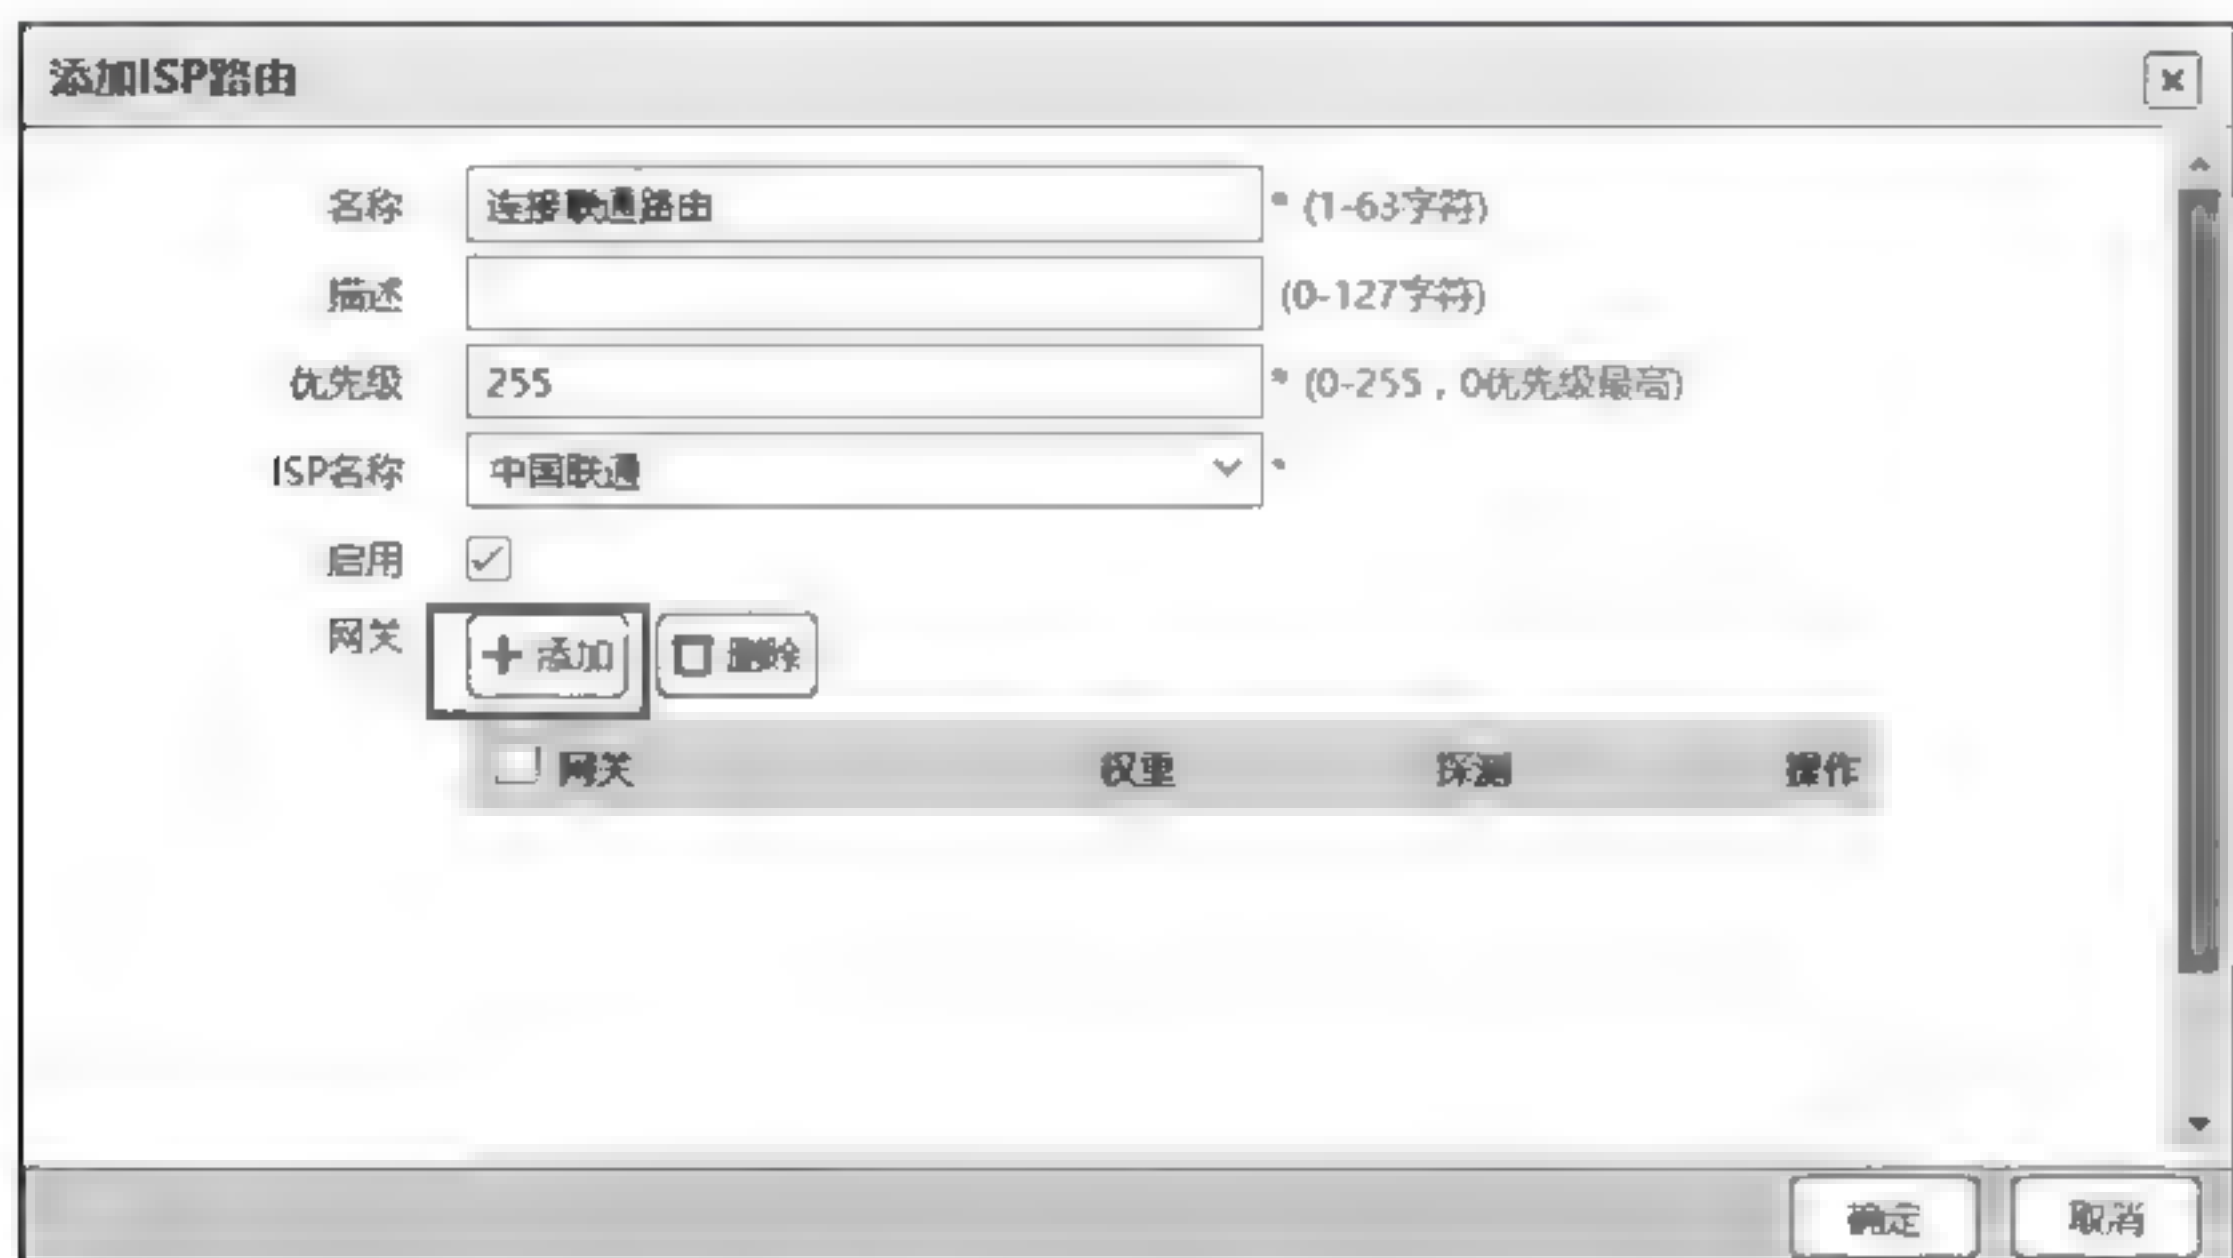 添加ISP路由
名称 连接联通路由 * (1-63字符)
描述 (0-127字符)
优先级 255 * (0-255，0优先级最高)
ISP名称 中国联通 *
启用
网关 添加 删除
网关 权重 探测 操作
确定 取消